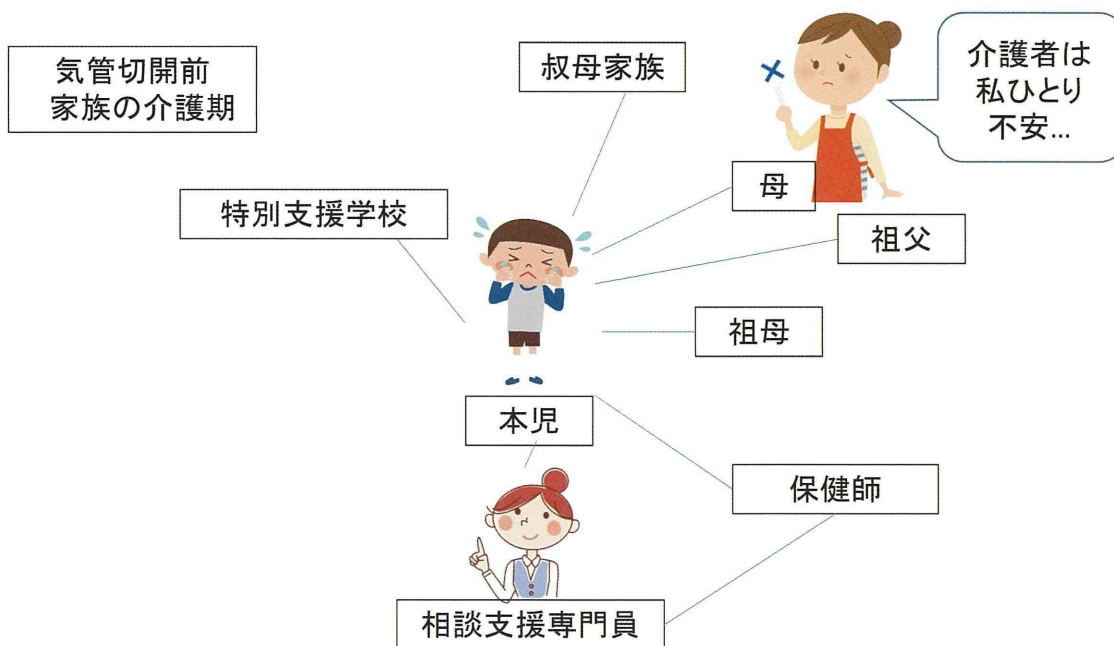 気管切開前
家族の介護期
叔母家族
介護者は
私ひとり
不安…
母
特別支援学校
祖父
祖母
本児
保健師
相談支援専門員